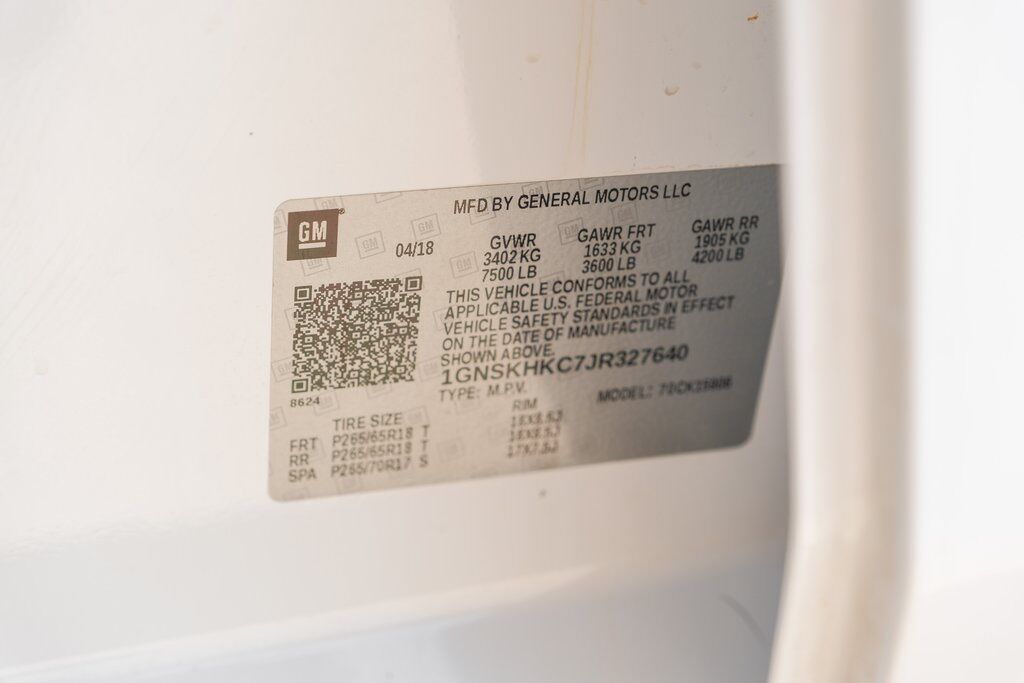 MFD BY GENERAL MOTORS LLC
GM
04/18
GVWR
3402 KG
7500 LB
GAWR FRT
1633 KG
3600 LB
GAWR RR
1905 KG
4200 LB
THIS VEHICLE CONFORMS TO ALL
APPLICABLE U.S. FEDERAL MOTOR
VEHICLE SAFETY STANDARDS IN EFFECT
ON THE DATE OF MANUFACTURE
SHOWN ABOVE.
1GNSKHKC7JR327640
TYPE: M.P.V.
MODEL:
8624
TIRE SIZE
RIM
FRT P265/65R18 T
RR P265/65R18 T
SPA P265/70R17 S